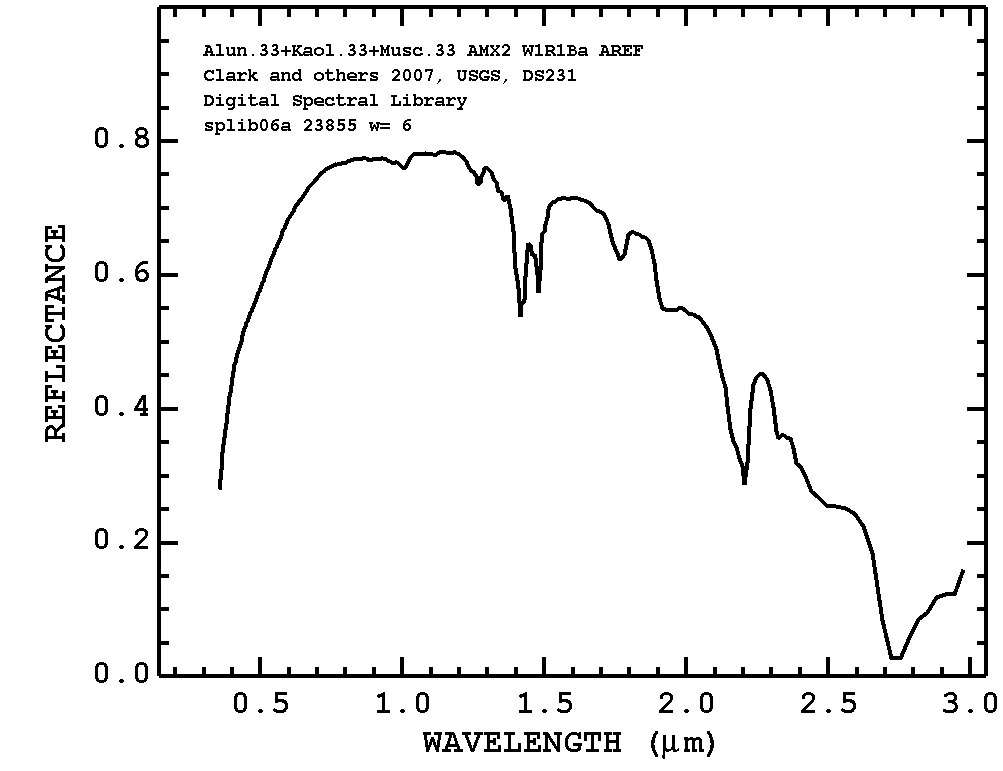 Alun.33+Kaol.33+Musc.33 AMX2 W1R1Ba AREF
Clark and others 2007, USGS, DS231
Digital Spectral Library
splib06a 23855 w= 6
0.8
0.6
0.4
0.2
0.0
REFLECTANCE
0.5 1.0 1.5 2.0 2.5 3.0
WAVELENGTH (μm)